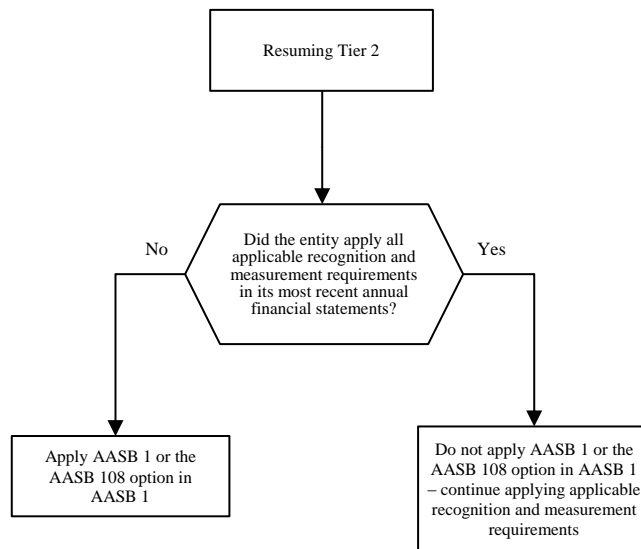 Resuming Tier 2
Did the entity apply all
applicable recognition and
measurement requirements
in its most recent annual
financial statements?
No
Yes
Apply AASB 1 or the
AASB 108 option in
AASB 1
Do not apply AASB 1 or the
AASB 108 option in AASB 1
– continue applying applicable
recognition and measurement
requirements